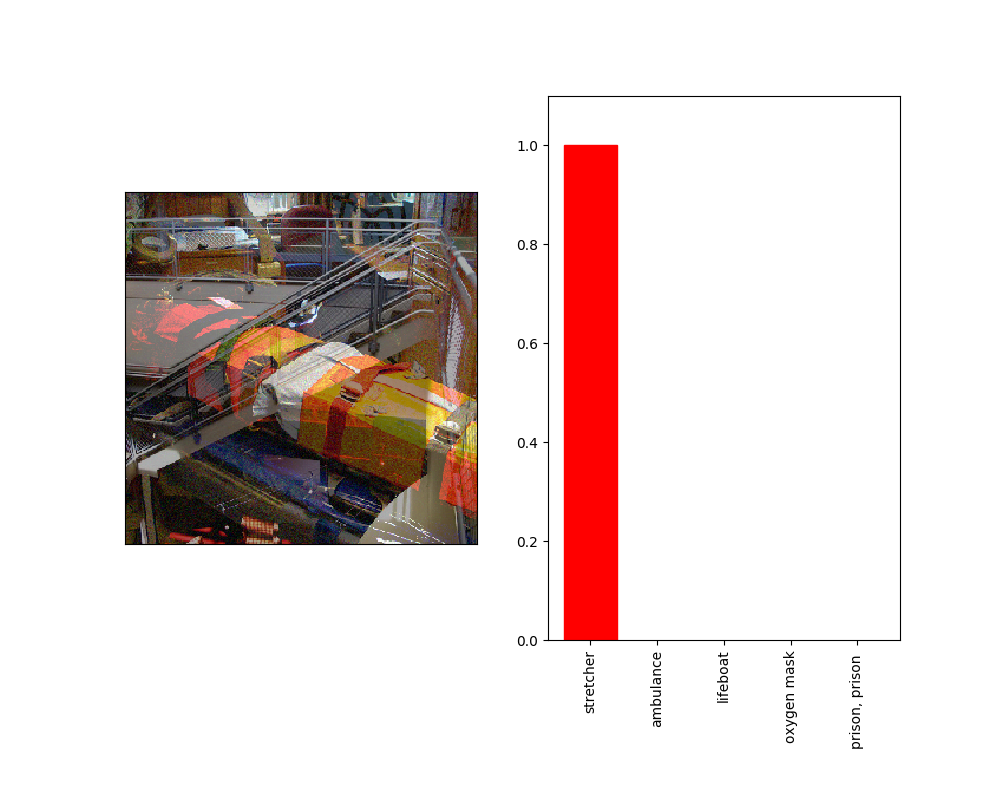 1.0
0.8
0.6
0.4
0.2
0.0
stretcher
ambulance
lifeboat
oxygen mask
prison, prison